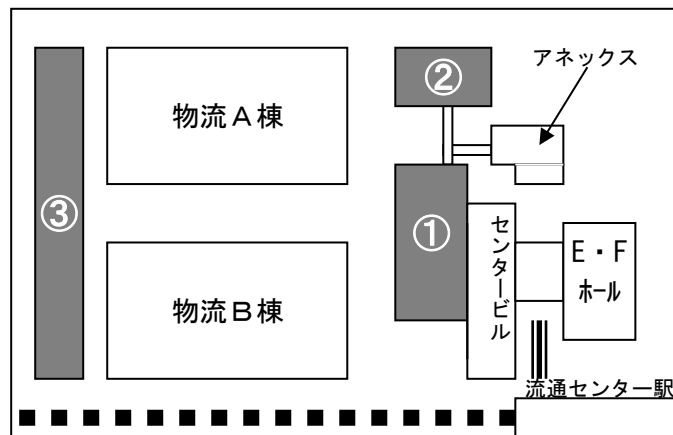 ②
アネックス
物流A棟
③
①
センタービル
E・F
ホール
物流B棟
流通センター駅